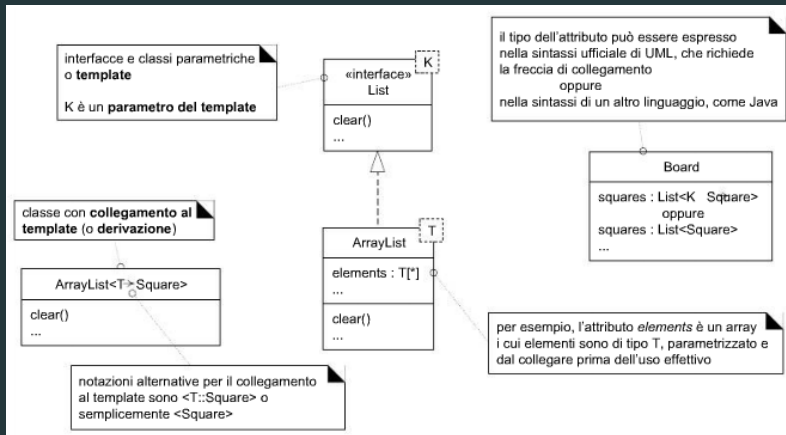 interfacce e classi parametriche
o template
K è un parametro del template
K
«interface»
List
clear()
...
il tipo dell'attributo può essere espresso
nella sintassi ufficiale di UML, che richiede
la freccia di collegamento
oppure
nella sintassi di un altro linguaggio, come Java
Board
squares : List<K Square>
oppure
squares : List<Square>
...
classe con collegamento al
template (o derivazione)
ArrayList<T->Square>
clear()
...
T
ArrayList
elements : T[*]
...
clear()
...
per esempio, l'attributo elements è un array
i cui elementi sono di tipo T, parametrizzato e
dal collegare prima dell'uso effettivo
notazioni alternative per il collegamento
al template sono <T::Square> o
semplicemente <Square>